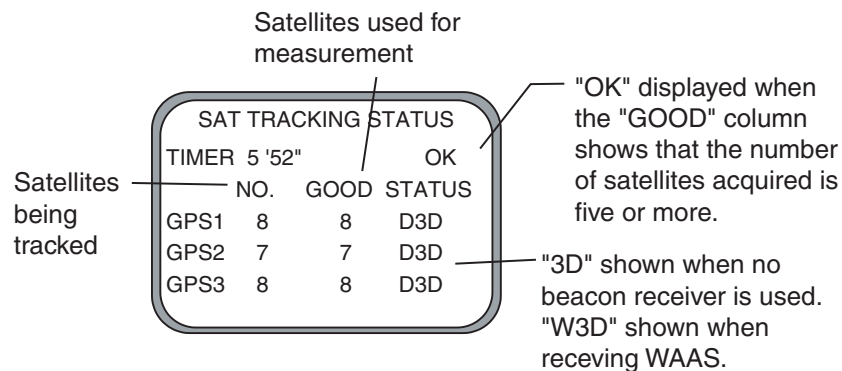 Satellites used for
measurement
"OK" displayed when
the "GOOD" column
shows that the number
of satellites acquired is
five or more.
SAT TRACKING STATUS
TIMER 5 '52" OK
NO. GOOD STATUS
GPS1 8 8 D3D
GPS2 7 7 D3D
GPS3 8 8 D3D
Satellites
being
tracked
"3D" shown when no
beacon receiver is used.
"W3D" shown when
receving WAAS.